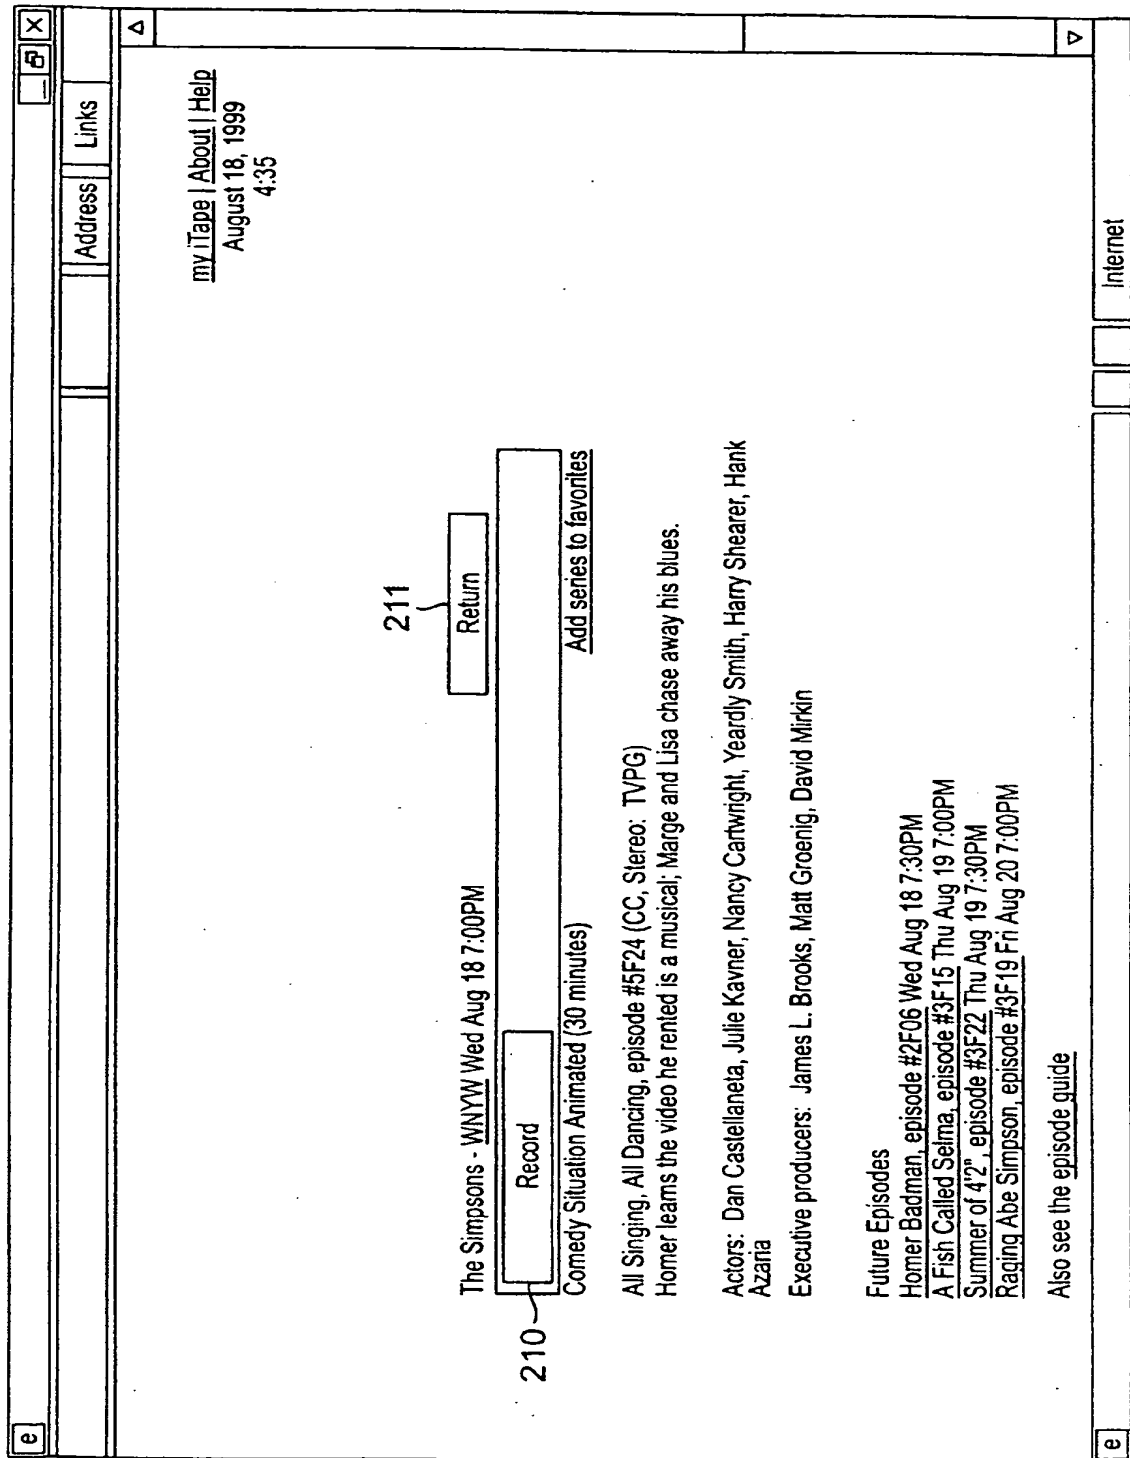 e
X
Address
Links
my iTape | About | Help
August 18, 1999
4:35
211
The Simpsons - WNYW Wed Aug 18 7:00PM
Return
210
Record
Comedy Situation Animated (30 minutes)
Add series to favorites
All Singing, All Dancing, episode #5F24 (CC, Stereo: TVPG)
Homer learns the video he rented is a musical; Marge and Lisa chase away his blues.
Actors: Dan Castellaneta, Julie Kavner, Nancy Cartwright, Yeardly Smith, Harry Shearer, Hank
Azaria
Executive producers: James L. Brooks, Matt Groenig, David Mirkin
Future Episodes
Homer Badman, episode #2F06 Wed Aug 18 7:30PM
A Fish Called Selma, episode #3F15 Thu Aug 19 7:00PM
Summer of 4'2", episode #3F22 Thu Aug 19 7:30PM
Raging Abe Simpson, episode #3F19 Fri Aug 20 7:00PM
Also see the episode guide
e
Internet